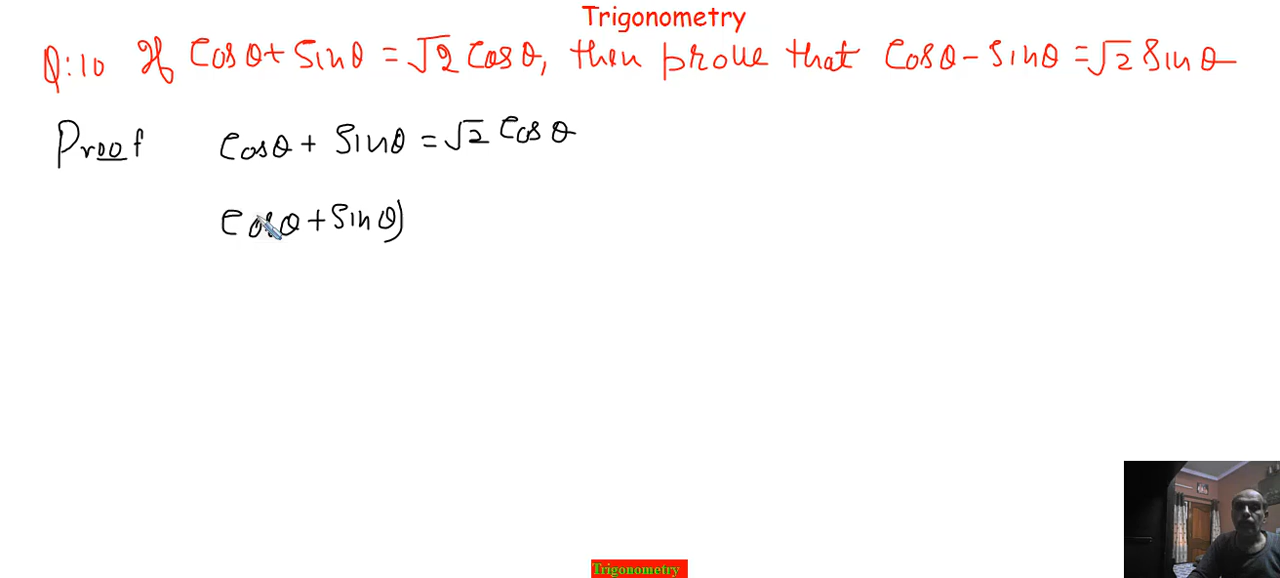 Trigonometry
Q:10 If Cosθ + Sinθ = √2 Cosθ, then prove that Cosθ - Sinθ = √2 Sinθ
Proof Cosθ + Sinθ = √2 Cosθ
Cosθ + Sinθ)
Trigonometry